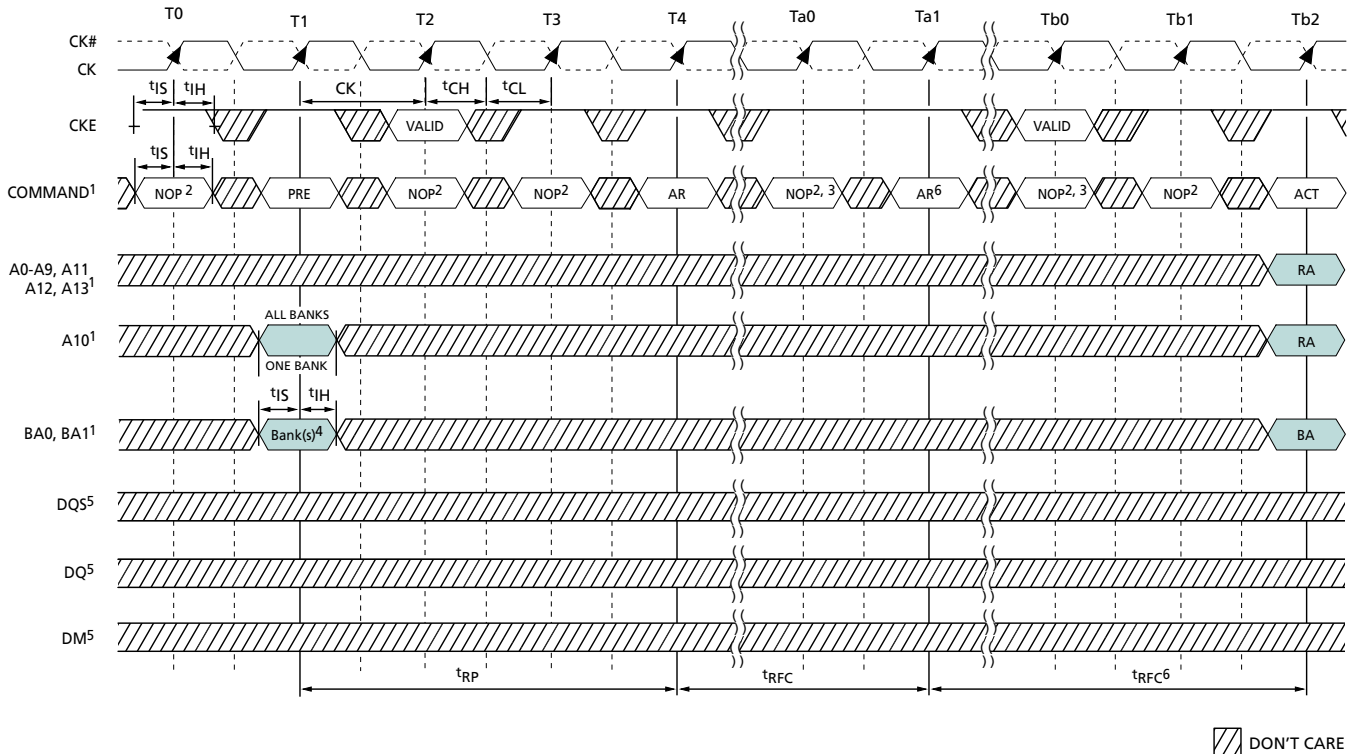 T0 T1 T2 T3 T4 Ta0 Ta1 Tb0 Tb1 Tb2
CK#
CK
tIS tIH CK tCH tCL
CKE VALID VALID
tIS tIH
COMMAND1 NOP2 PRE NOP2 NOP2 AR NOP2, 3 AR6 NOP2, 3 NOP2 ACT
A0-A9, A11
A12, A131 RA
ALL BANKS
A101 RA
ONE BANK
tIS tIH
BA0, BA11 Bank(s)4 BA
DQS5
DQ5
DM5
tRP tRFC tRFC6
DON'T CARE